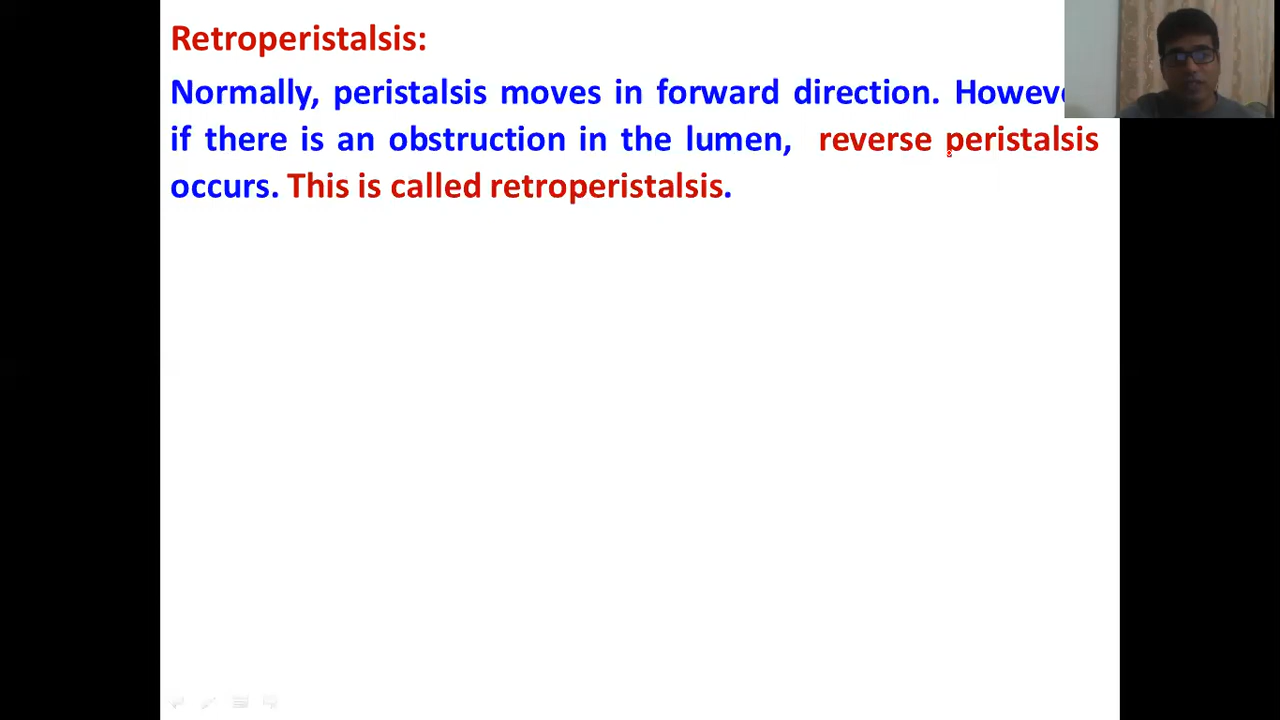 Retroperistalsis:
Normally, peristalsis moves in forward direction.
if there is an obstruction in the lumen, reverse peristalsis
occurs. This is called retroperistalsis.